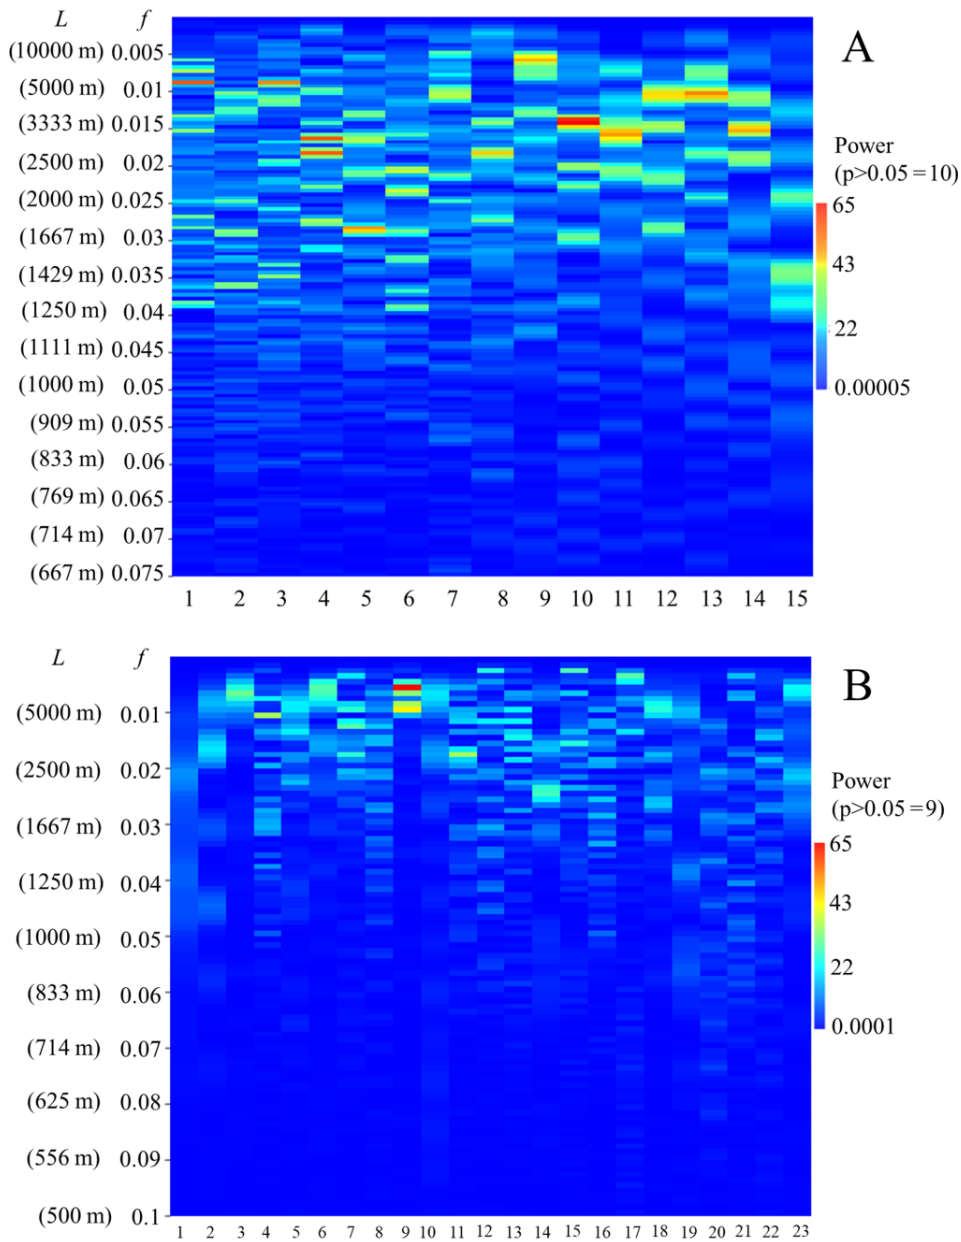 L f
A
(10000 m) 0.005
(5000 m) 0.01
(3333 m) 0.015
(2500 m) 0.02
(2000 m) 0.025
(1667 m) 0.03
(1429 m) 0.035
(1250 m) 0.04
(1111 m) 0.045
(1000 m) 0.05
(909 m) 0.055
(833 m) 0.06
(769 m) 0.065
(714 m) 0.07
(667 m) 0.075
1 2 3 4 5 6 7 8 9 10 11 12 13 14 15
Power
(p>0.05 = 10)
65
43
22
0.00005
L f
B
(5000 m) 0.01
(2500 m) 0.02
(1667 m) 0.03
(1250 m) 0.04
(1000 m) 0.05
(833 m) 0.06
(714 m) 0.07
(625 m) 0.08
(556 m) 0.09
(500 m) 0.1
1 2 3 4 5 6 7 8 9 10 11 12 13 14 15 16 17 18 19 20 21 22 23
Power
(p>0.05 = 9)
65
43
22
0.0001